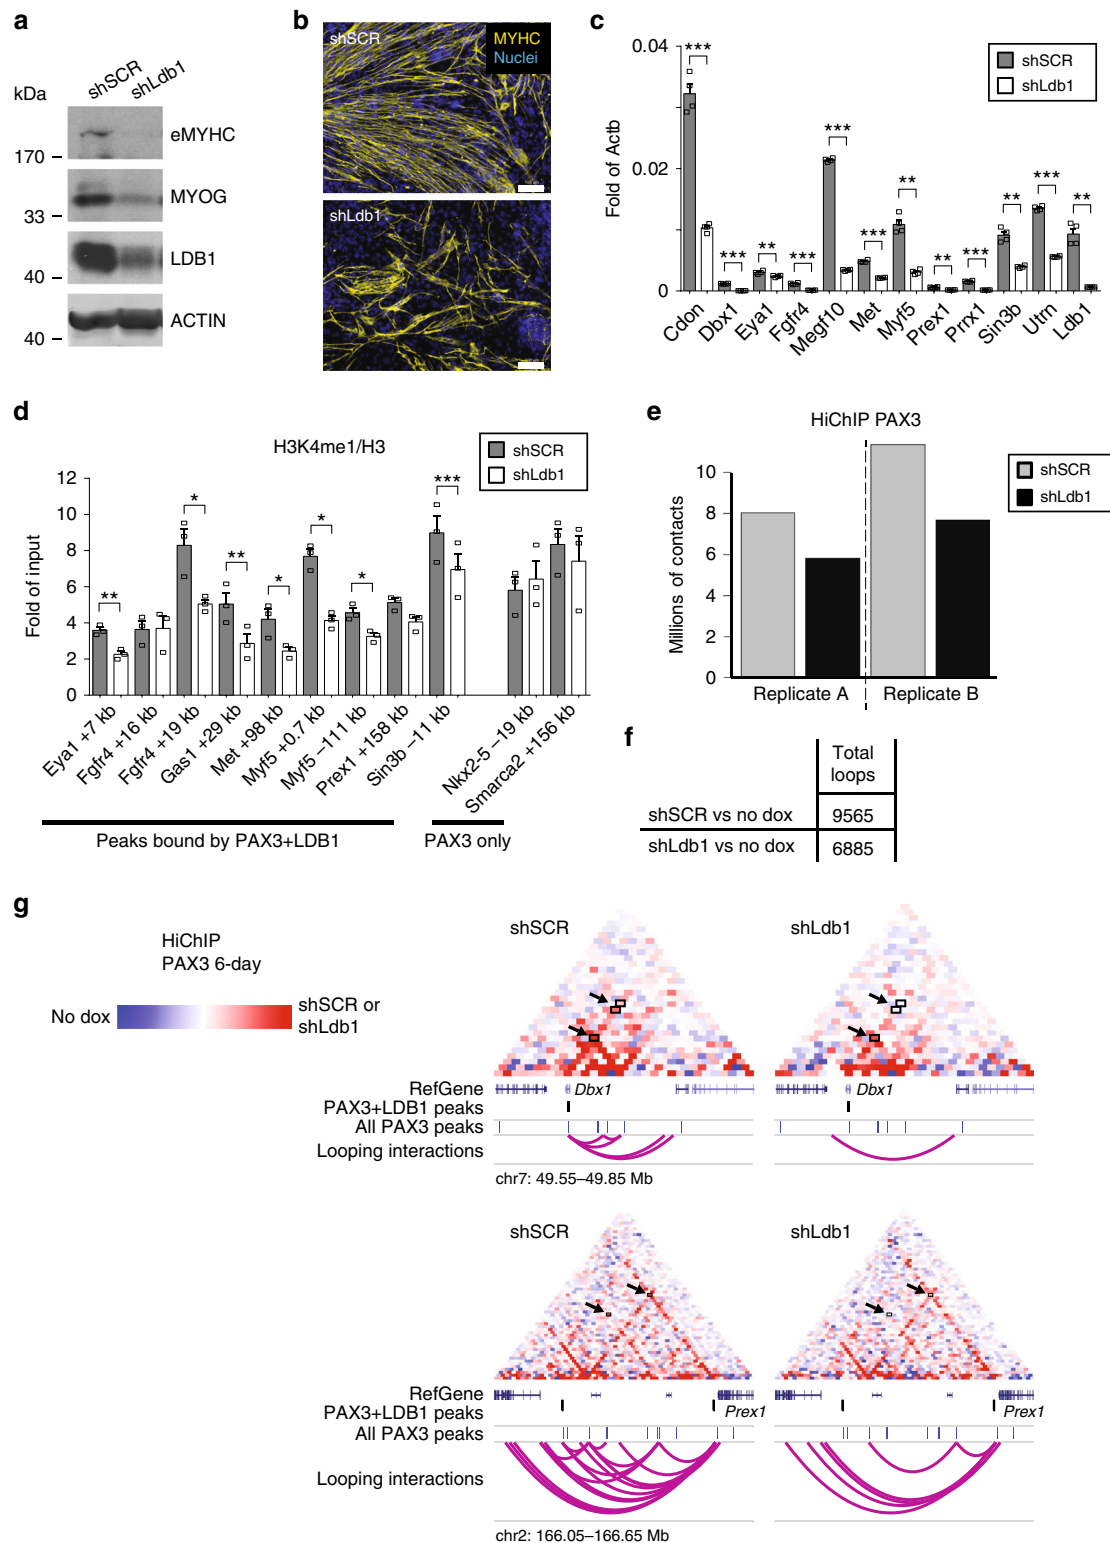 a
shSCR
shLdb1
kDa
eMYHC
170
MYOG
33
LDB1
40
ACTIN
40
b
shSCR
MYHC
Nuclei
shLdb1
c
0.04
0.02
0
Fold of Actb
shSCR
shLdb1
***
***
**
***
***
***
**
**
***
**
***
**
Cdon
Dbx1
Eya1
Fgfr4
Megf10
Met
Myf5
Prex1
Prrx1
Sin3b
Utrn
Ldb1
d
H3K4me1/H3
shSCR
shLdb1
Fold of input
12
10
8
6
4
2
0
**
*
**
*
*
*
***
Eya1 +7 kb
Fgfr4 +16 kb
Fgfr4 +19 kb
Gas1 +29 kb
Met +98 kb
Myf5 +0.7 kb
Myf5 –111 kb
Prex1 +158 kb
Sin3b –11 kb
Nkx2-5 –19 kb
Smarca2 +156 kb
Peaks bound by PAX3+LDB1
PAX3 only
e
HiChIP PAX3
shSCR
shLdb1
Millions of contacts
10
8
6
4
2
0
Replicate A
Replicate B
f
Total
loops
shSCR vs no dox 9565
shLdb1 vs no dox 6885
g
HiChIP
PAX3 6-day
No dox
shSCR or
shLdb1
shSCR
shLdb1
RefGene
Dbx1
Dbx1
PAX3+LDB1 peaks
All PAX3 peaks
Looping interactions
chr7: 49.55–49.85 Mb
shSCR
shLdb1
RefGene
PAX3+LDB1 peaks
Prex1
Prex1
All PAX3 peaks
Looping interactions
chr2: 166.05–166.65 Mb